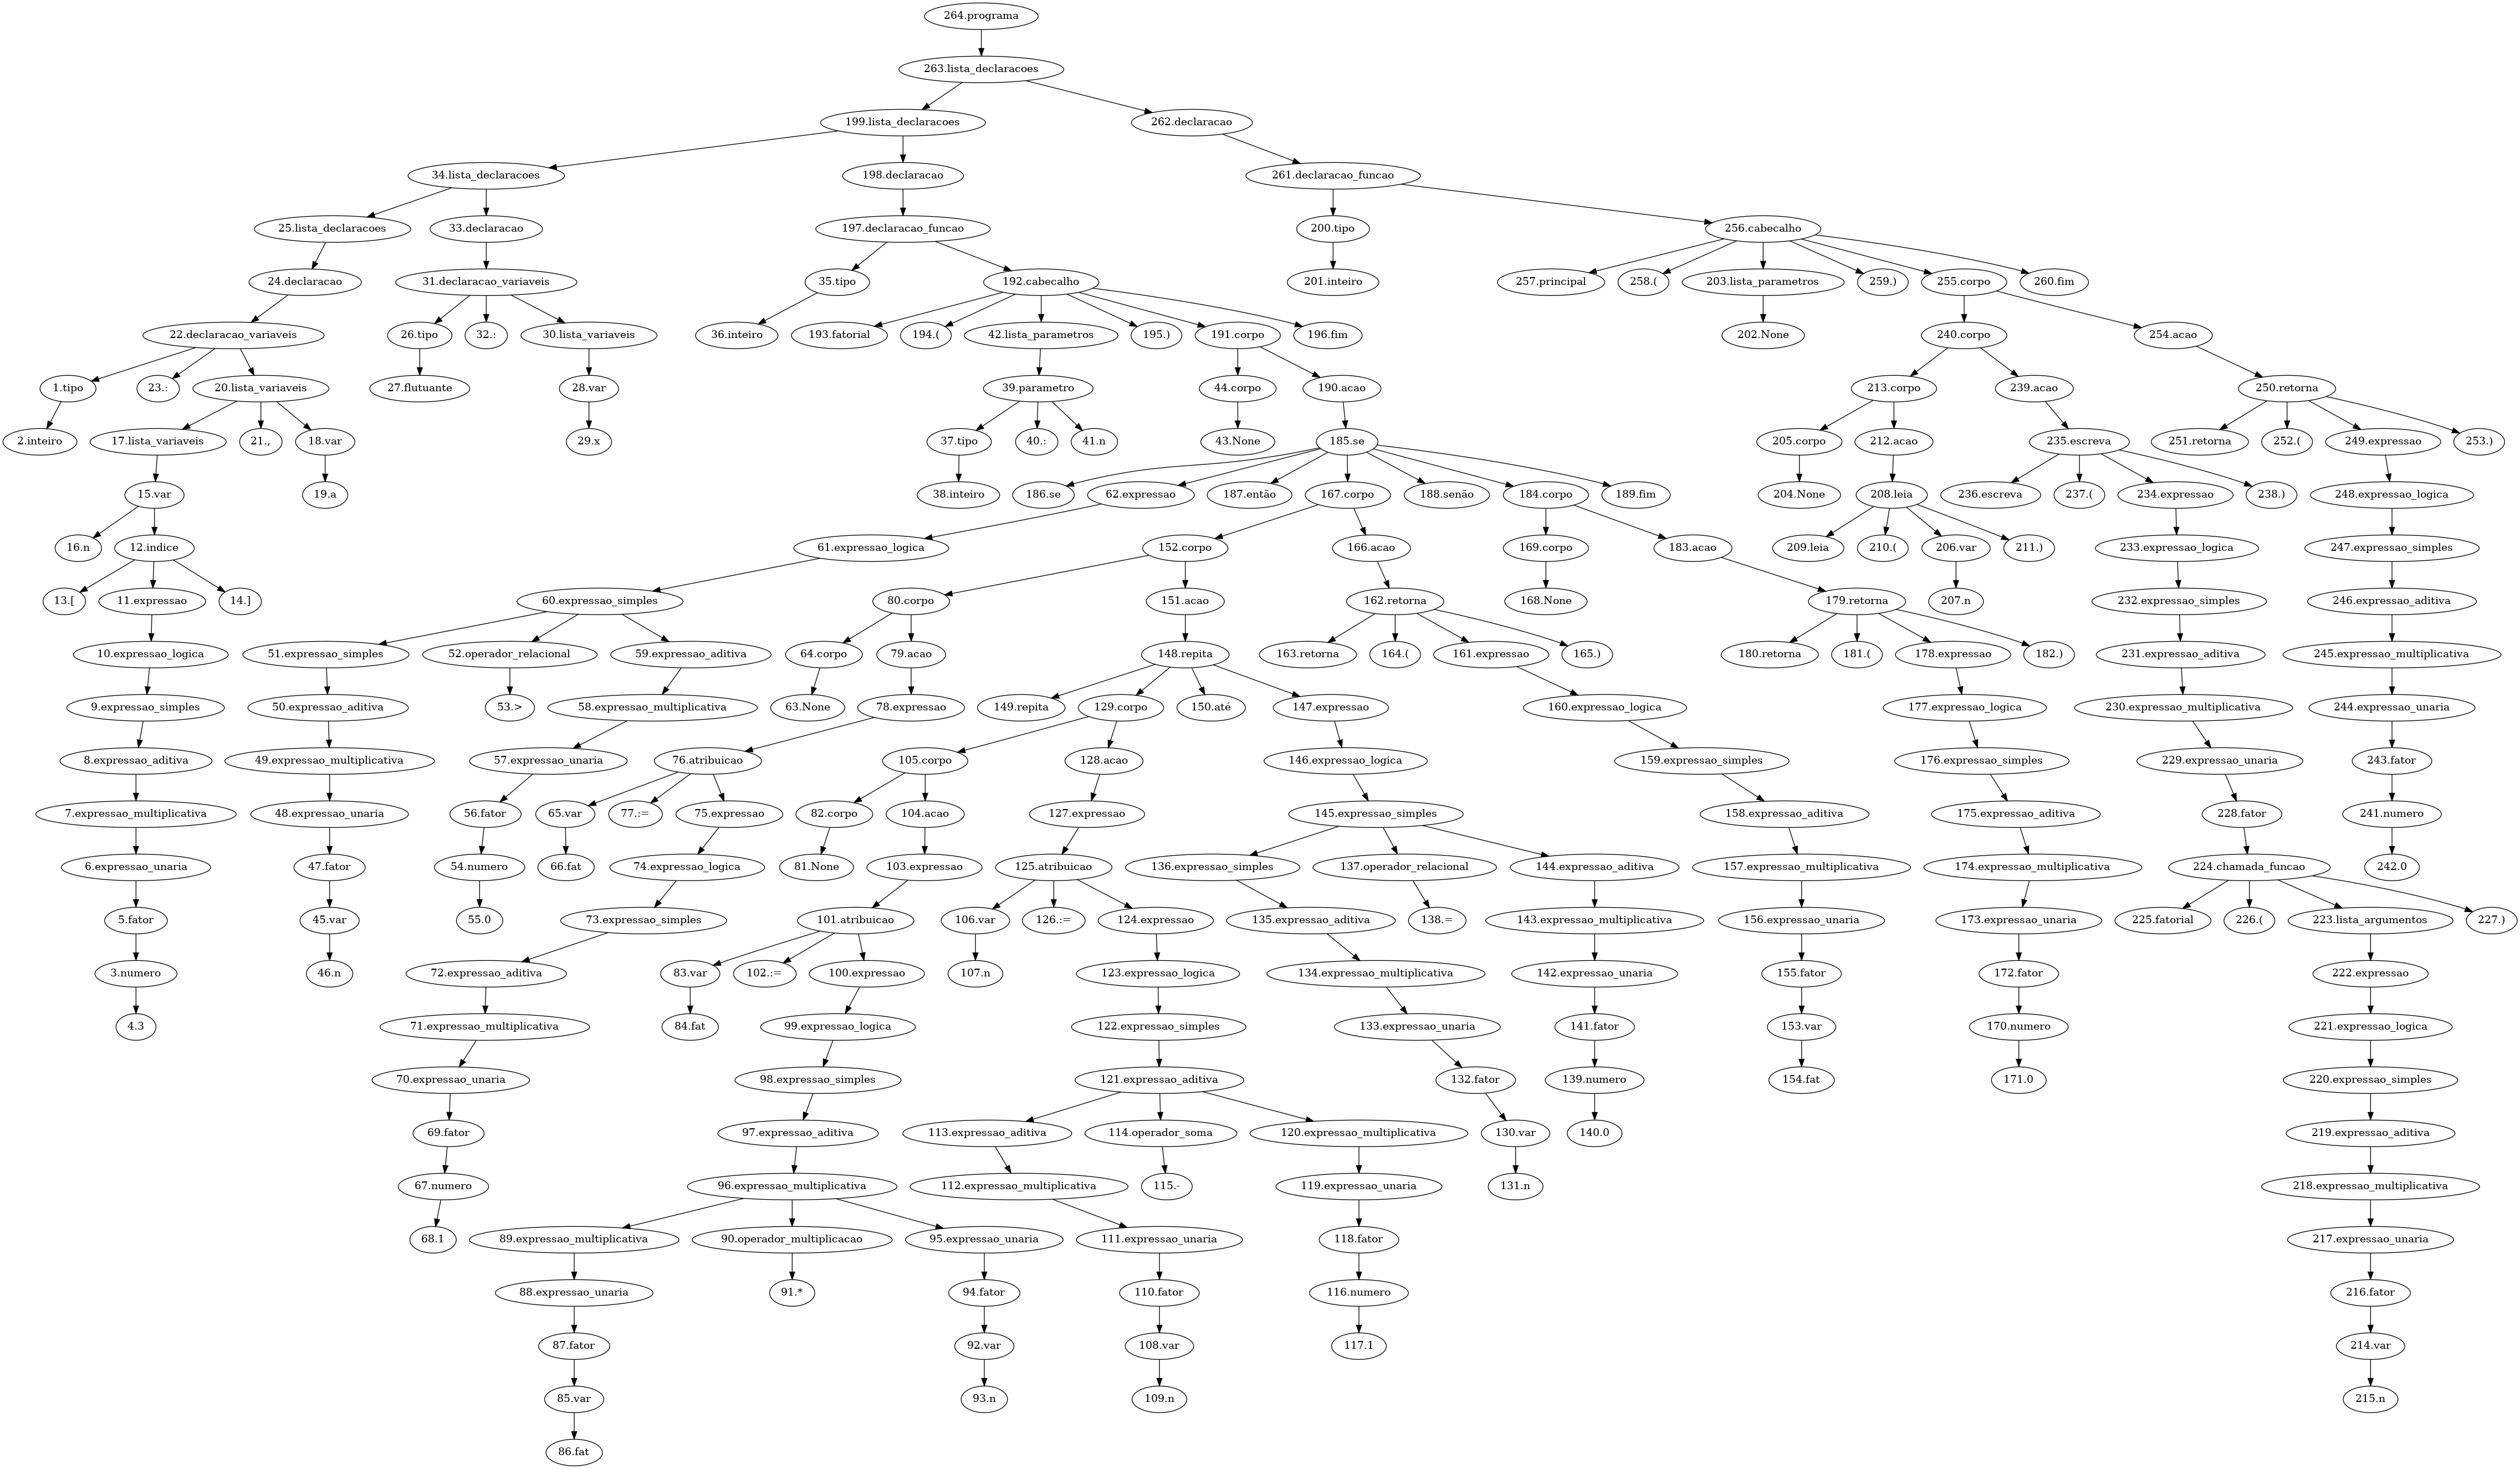 264.programa
263.lista_declaracoes
199.lista_declaracoes 262.declaracao
34.lista_declaracoes 198.declaracao 261.declaracao_funcao
25.lista_declaracoes 33.declaracao 197.declaracao_funcao 200.tipo 256.cabecalho
24.declaracao 31.declaracao_variaveis 35.tipo 192.cabecalho 201.inteiro 257.principal 258.( 203.lista_parametros 259.) 255.corpo 260.fim
22.declaracao_variaveis 26.tipo 32.: 30.lista_variaveis 36.inteiro 193.fatorial 194.( 42.lista_parametros 195.) 191.corpo 196.fim 202.None 240.corpo 254.acao
1.tipo 23.: 20.lista_variaveis 27.flutuante 28.var 39.parametro 44.corpo 190.acao 213.corpo 239.acao 250.retorna
2.inteiro 17.lista_variaveis 21., 18.var 29.x 37.tipo 40.: 41.n 43.None 185.se 205.corpo 212.acao 235.escreva 251.retorna 252.( 249.expressao 253.)
15.var 19.a 38.inteiro 186.se 62.expressao 187.então 167.corpo 188.senão 184.corpo 189.fim 204.None 208.leia 236.escreva 237.( 234.expressao 238.) 248.expressao_logica
16.n 12.indice 61.expressao_logica 152.corpo 166.acao 169.corpo 183.acao 209.leia 210.( 206.var 211.) 233.expressao_logica 247.expressao_simples
13.[ 11.expressao 14.] 60.expressao_simples 80.corpo 151.acao 162.retorna 168.None 179.retorna 207.n 232.expressao_simples 246.expressao_aditiva
10.expressao_logica 51.expressao_simples 52.operador_relacional 59.expressao_aditiva 64.corpo 79.acao 148.repita 163.retorna 164.( 161.expressao 165.) 180.retorna 181.( 178.expressao 182.) 231.expressao_aditiva 245.expressao_multiplicativa
9.expressao_simples 50.expressao_aditiva 53.> 58.expressao_multiplicativa 63.None 78.expressao 149.repita 129.corpo 150.até 147.expressao 160.expressao_logica 177.expressao_logica 230.expressao_multiplicativa 244.expressao_unaria
8.expressao_aditiva 49.expressao_multiplicativa 57.expressao_unaria 76.atribuicao 105.corpo 128.acao 146.expressao_logica 159.expressao_simples 176.expressao_simples 229.expressao_unaria 243.fator
7.expressao_multiplicativa 48.expressao_unaria 56.fator 65.var 77.:= 75.expressao 82.corpo 104.acao 127.expressao 145.expressao_simples 158.expressao_aditiva 175.expressao_aditiva 228.fator 241.numero
6.expressao_unaria 47.fator 54.numero 66.fat 74.expressao_logica 81.None 103.expressao 125.atribuicao 136.expressao_simples 137.operador_relacional 144.expressao_aditiva 157.expressao_multiplicativa 174.expressao_multiplicativa 224.chamada_funcao 242.0
5.fator 45.var 55.0 73.expressao_simples 101.atribuicao 106.var 126.:= 124.expressao 135.expressao_aditiva 138.= 143.expressao_multiplicativa 156.expressao_unaria 173.expressao_unaria 225.fatorial 226.( 223.lista_argumentos 227.)
3.numero 46.n 72.expressao_aditiva 83.var 102.:= 100.expressao 107.n 123.expressao_logica 134.expressao_multiplicativa 142.expressao_unaria 155.fator 172.fator 222.expressao
4.3 71.expressao_multiplicativa 84.fat 99.expressao_logica 122.expressao_simples 133.expressao_unaria 141.fator 153.var 170.numero 221.expressao_logica
70.expressao_unaria 98.expressao_simples 121.expressao_aditiva 132.fator 139.numero 154.fat 171.0 220.expressao_simples
69.fator 97.expressao_aditiva 113.expressao_aditiva 114.operador_soma 120.expressao_multiplicativa 130.var 140.0 219.expressao_aditiva
67.numero 96.expressao_multiplicativa 112.expressao_multiplicativa 115.- 119.expressao_unaria 131.n 218.expressao_multiplicativa
68.1 89.expressao_multiplicativa 90.operador_multiplicacao 95.expressao_unaria 111.expressao_unaria 118.fator 217.expressao_unaria
88.expressao_unaria 91.* 94.fator 110.fator 116.numero 216.fator
87.fator 92.var 108.var 117.1 214.var
85.var 93.n 109.n 215.n
86.fat